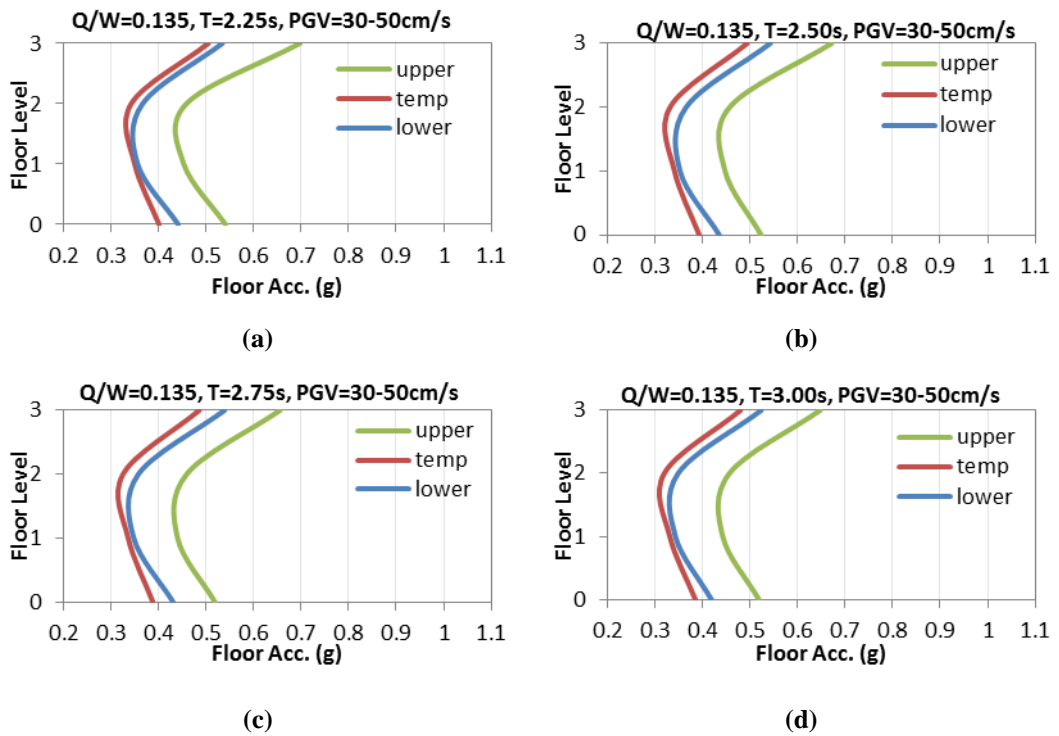 Q/W=0.135, T=2.25s, PGV=30-50cm/s
Floor Level
3
2
1
0
upper
temp
lower
0.2 0.3 0.4 0.5 0.6 0.7 0.8 0.9 1 1.1
Floor Acc. (g)
(a)
Q/W=0.135, T=2.50s, PGV=30-50cm/s
Floor Level
3
2
1
0
upper
temp
lower
0.2 0.3 0.4 0.5 0.6 0.7 0.8 0.9 1 1.1
Floor Acc. (g)
(b)
Q/W=0.135, T=2.75s, PGV=30-50cm/s
Floor Level
3
2
1
0
upper
temp
lower
0.2 0.3 0.4 0.5 0.6 0.7 0.8 0.9 1 1.1
Floor Acc. (g)
(c)
Q/W=0.135, T=3.00s, PGV=30-50cm/s
Floor Level
3
2
1
0
upper
temp
lower
0.2 0.3 0.4 0.5 0.6 0.7 0.8 0.9 1 1.1
Floor Acc. (g)
(d)